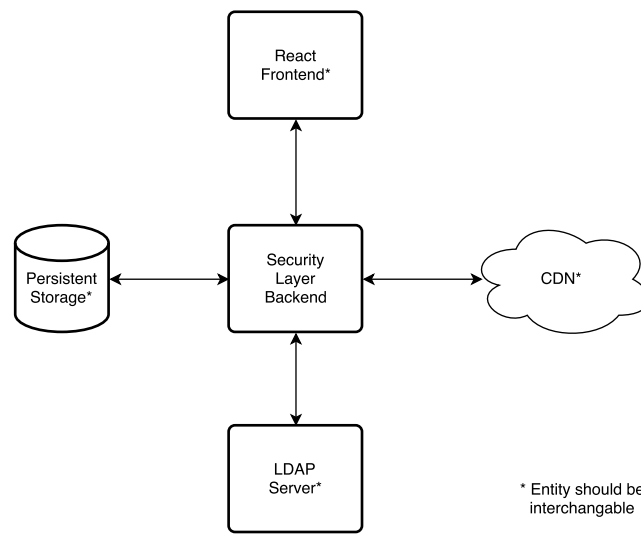 React
Frontend*
Persistent
Storage*
Security
Layer
Backend
CDN*
LDAP
Server*
* Entity should be
interchangable